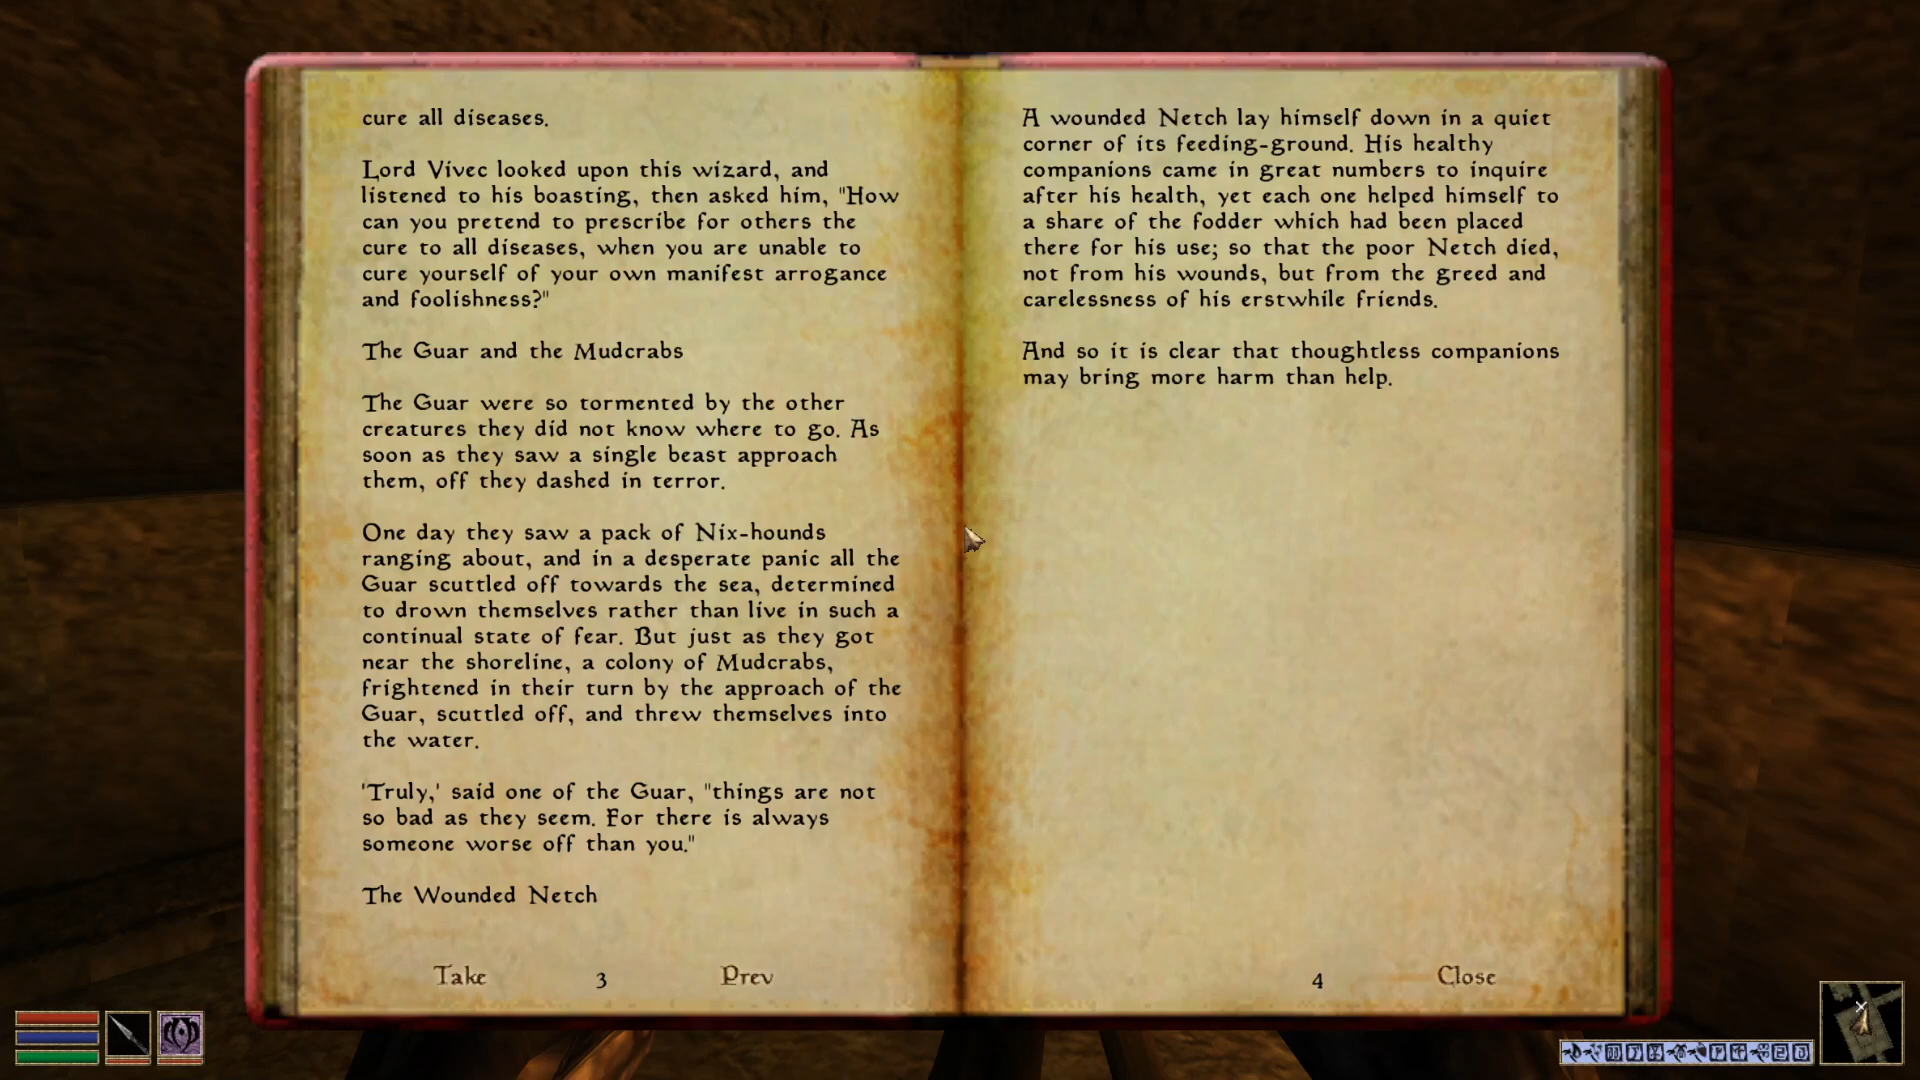 cure all diseases.
Lord Vivec looked upon this wizard, and
listened to his boasting, then asked him, "How
can you pretend to prescribe for others the
cure to all diseases, when you are unable to
cure yourself of your own manifest arrogance
and foolishness?"
The Guar and the Mudcrabs
The Guar were so tormented by the other
creatures they did not know where to go. As
soon as they saw a single beast approach
them, off they dashed in terror.
One day they saw a pack of Nix-hounds
ranging about, and in a desperate panic all the
Guar scuttled off towards the sea, determined
to drown themselves rather than live in such a
continual state of fear. But just as they got
near the shoreline, a colony of Mudcrabs,
frightened in their turn by the approach of the
Guar, scuttled off, and threw themselves into
the water.
'Truly,' said one of the Guar, "things are not
so bad as they seem. For there is always
someone worse off than you."
The Wounded Netch
Take 3 Prev
A wounded Netch lay himself down in a quiet
corner of its feeding-ground. His healthy
companions came in great numbers to inquire
after his health, yet each one helped himself to
a share of the fodder which had been placed
there for his use; so that the poor Netch died,
not from his wounds, but from the greed and
carelessness of his erstwhile friends.
And so it is clear that thoughtless companions
may bring more harm than help.
4 Close